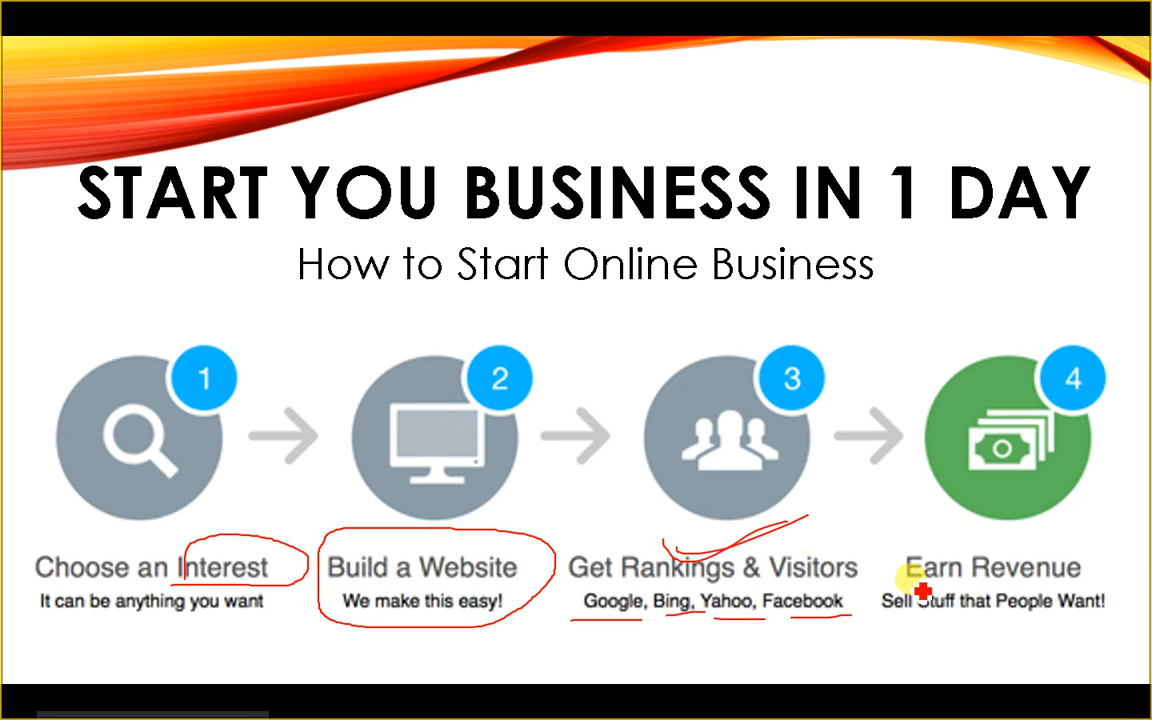 START YOU BUSINESS IN 1 DAY
How to Start Online Business
1
2
3
4
Choose an Interest
It can be anything you want
Build a Website
We make this easy!
Get Rankings & Visitors
Google, Bing, Yahoo, Facebook
Earn Revenue
Sell Stuff that People Want!